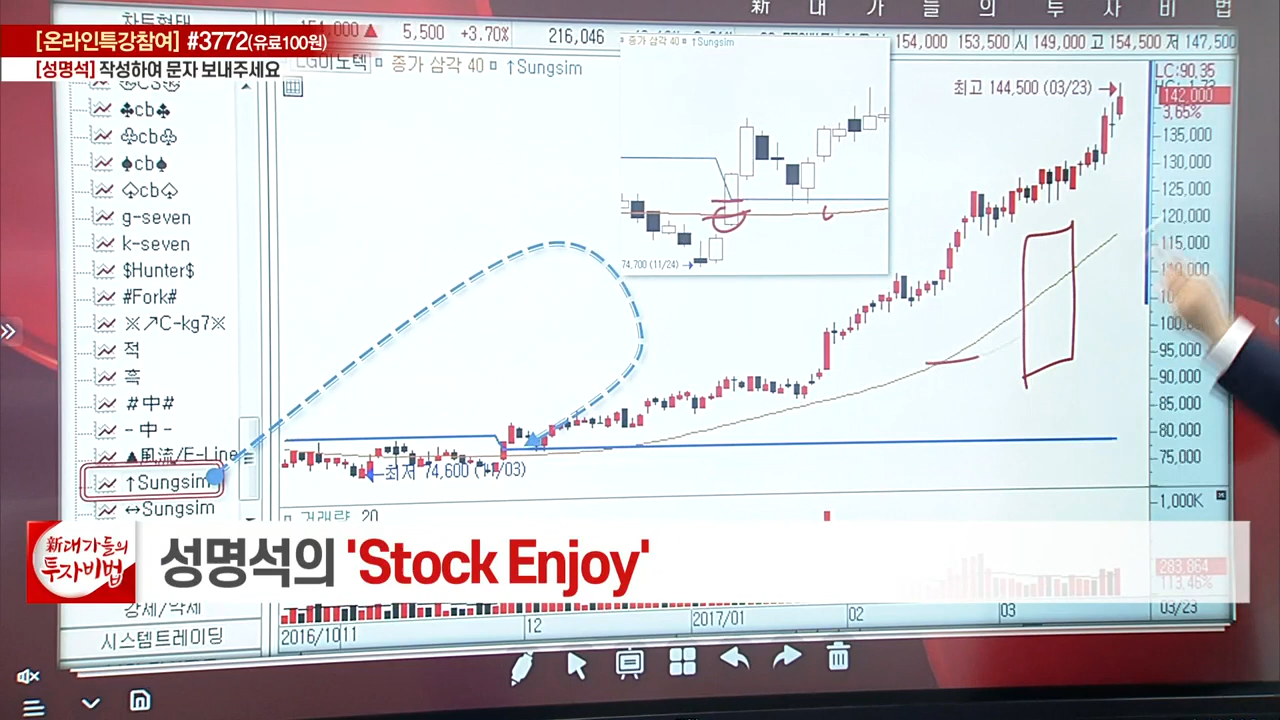 新 대 가 들 의 투 자 비 법
[온라인특강참여] #3772(유료100원)
[성명석] 작성하여 문자 보내주세요
차트형태
154,000 ▲ 5,500 +3.70% 216,046
154,000 153,500 시 149,000 고 154,500 저 147,500
LG이노텍 종가 삼각 40 ↑Sungsim
종가 삼각 40 ↑Sungsim
74,700 (11/24)
최고 144,500 (03/23)
LC:90.35
142,000
3.65%
135,000
130,000
125,000
120,000
115,000
110,000
95,000
90,000
85,000
80,000
75,000
1,000K
♣cb♣
♧cb♧
♠cb♠
♤cb♤
g-seven
k-seven
$Hunter$
#Fork#
※↗C-kg7※
적
흑
#中#
-中-
▲風流/E-Line
↑Sungsim
↔Sungsim
최저 74,600 (11/03)
거래량 20
新대가들의
투자비법
성명석의 'Stock Enjoy'
283,864
113.46%
강세/약세
시스템트레이딩
2016/10 11 12 2017/01 02 03 03/23